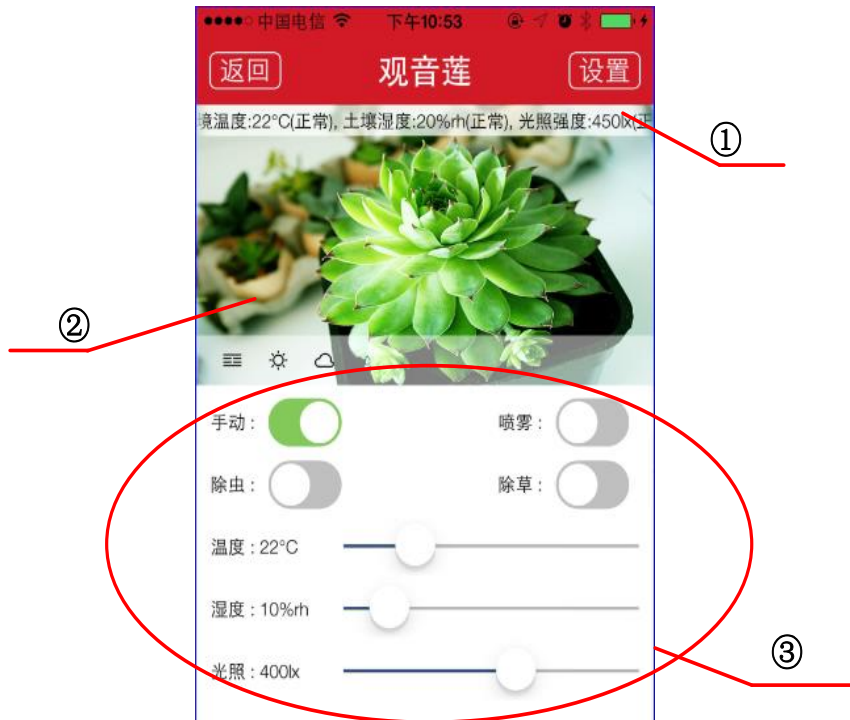 中国电信 下午10:53
返回 观音莲 设置
境温度:22°C(正常), 土壤湿度:20%rh(正常), 光照强度:450lx(正
①
②
手动: 喷雾:
除虫: 除草:
温度:22°C
湿度:10%rh
③
光照:400lx